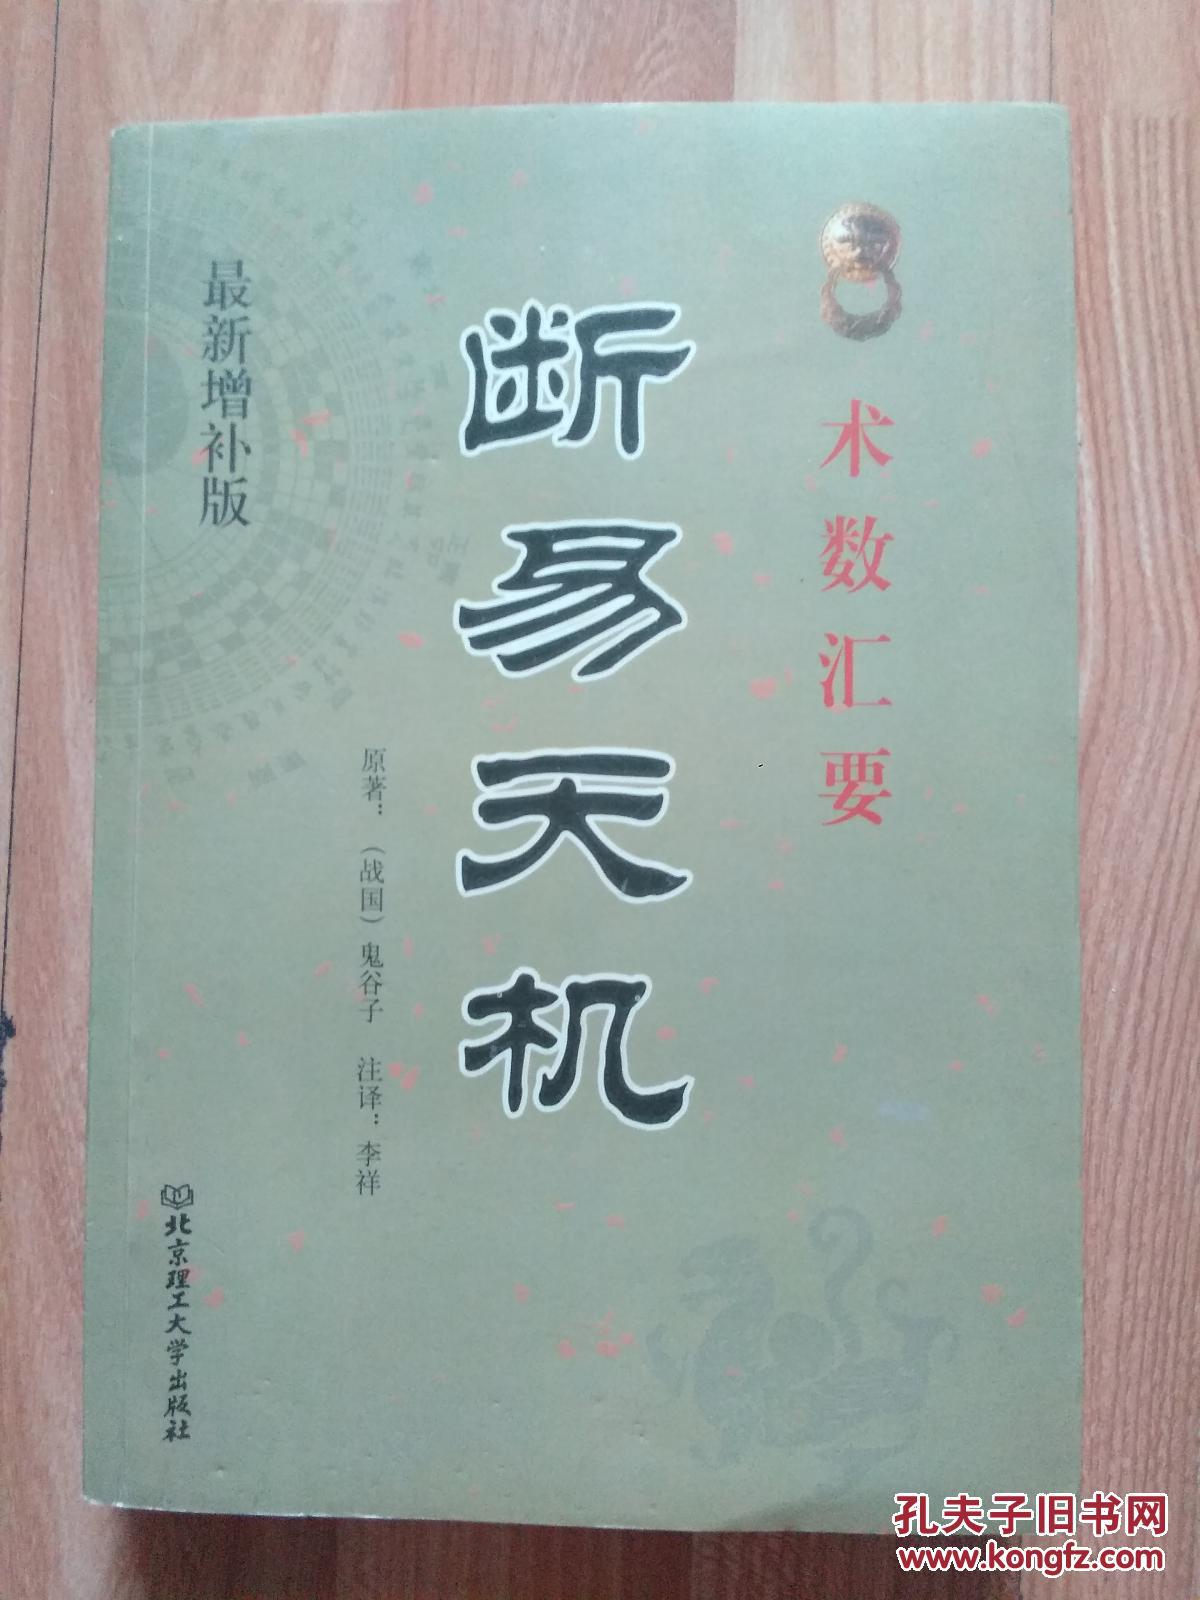 术数汇要
断易天机
原著：（战国）鬼谷子 注译：李祥
最新增补版
北京理工大学出版社
孔夫子旧书网
www.kongfz.com